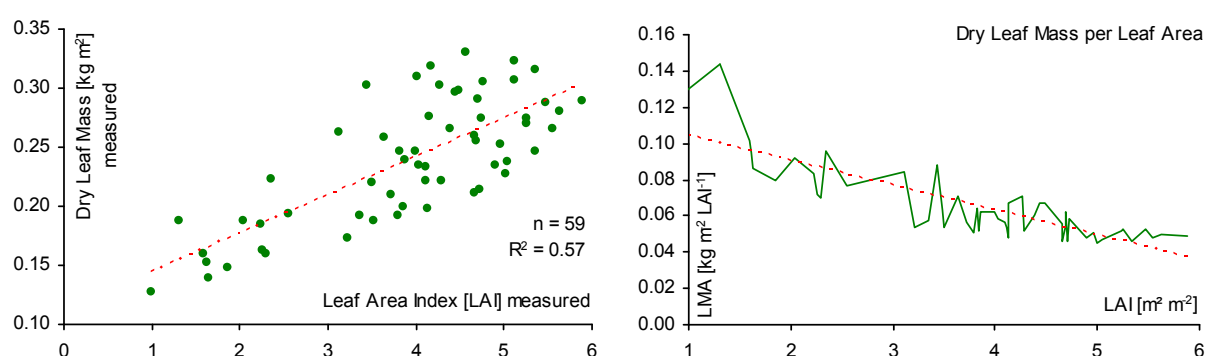 0.35
0.30
0.25
0.20
0.15
0.10
Dry Leaf Mass [kg m²]
measured
n = 59
R² = 0.57
Leaf Area Index [LAI] measured
0 1 2 3 4 5 6
Dry Leaf Mass per Leaf Area
0.16
0.14
0.12
0.10
0.08
0.06
0.04
0.02
0.00
LMA [kg m² LAI⁻¹]
LAI [m² m⁻²]
1 2 3 4 5 6